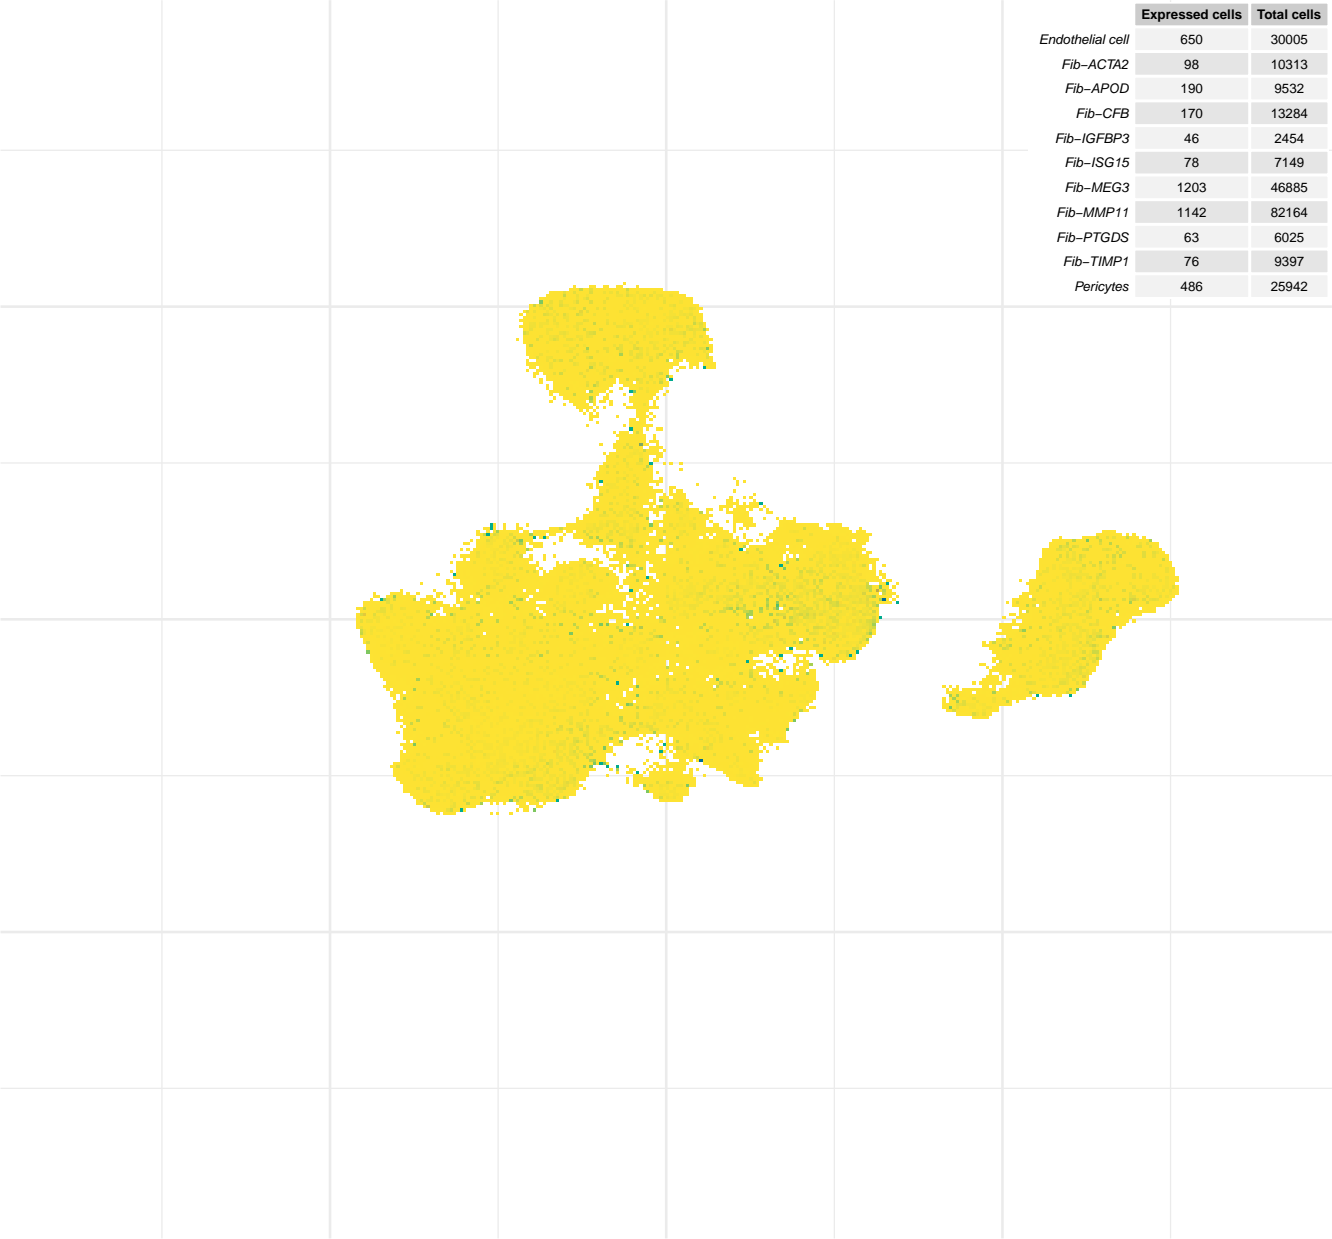 Expressed cells Total cells
Endothelial cell 650 30005
Fib−ACTA2 98 10313
Fib−APOD 190 9532
Fib−CFB 170 13284
Fib−IGFBP3 46 2454
Fib−ISG15 78 7149
Fib−MEG3 1203 46885
Fib−MMP11 1142 82164
Fib−PTGDS 63 6025
Fib−TIMP1 76 9397
Pericytes 486 25942